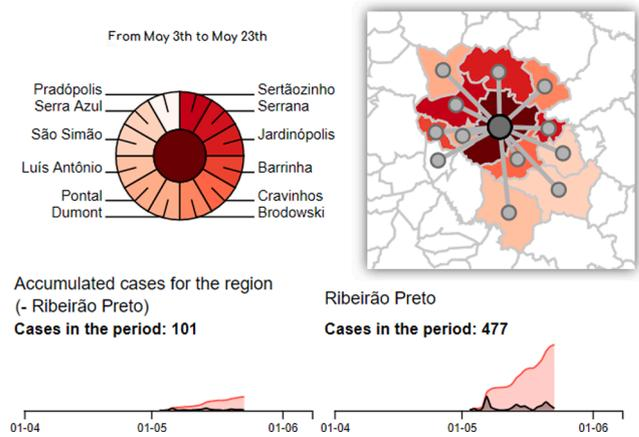 From May 3th to May 23th
Pradópolis
Sertãozinho
Serra Azul
Serrana
São Simão
Jardinópolis
Luís Antônio
Barrinha
Pontal
Cravinhos
Dumont
Brodowski
Accumulated cases for the region
(- Ribeirão Preto)
Cases in the period: 101
Ribeirão Preto
Cases in the period: 477
01-04
01-05
01-06
01-04
01-05
01-06